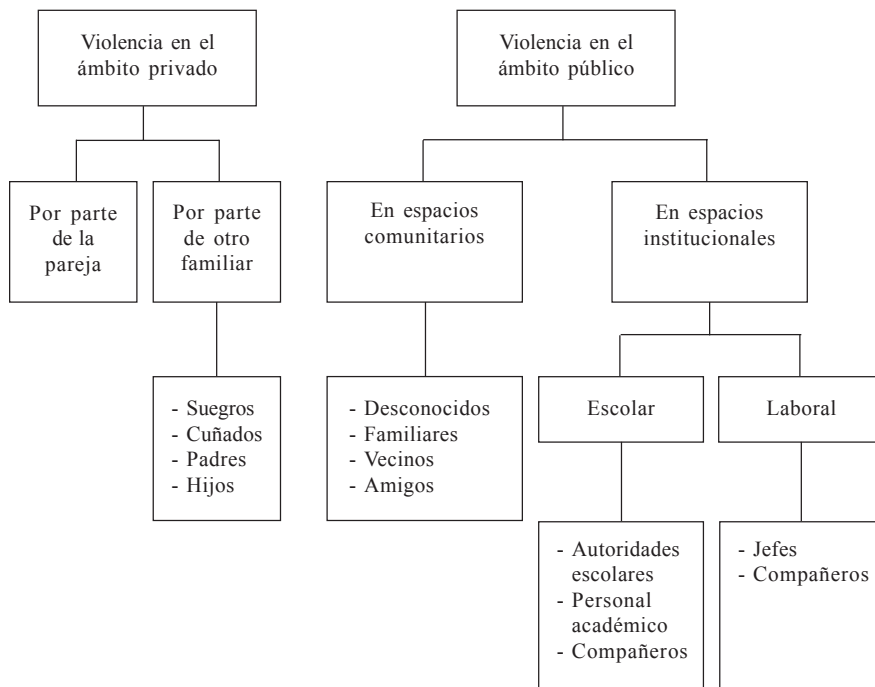 Violencia en el
ámbito privado
Violencia en el
ámbito público
Por parte
de la
pareja
Por parte
de otro
familiar
En espacios
comunitarios
En espacios
institucionales
- Suegros
- Cuñados
- Padres
- Hijos
- Desconocidos
- Familiares
- Vecinos
- Amigos
Escolar
Laboral
- Autoridades
escolares
- Personal
académico
- Compañeros
- Jefes
- Compañeros